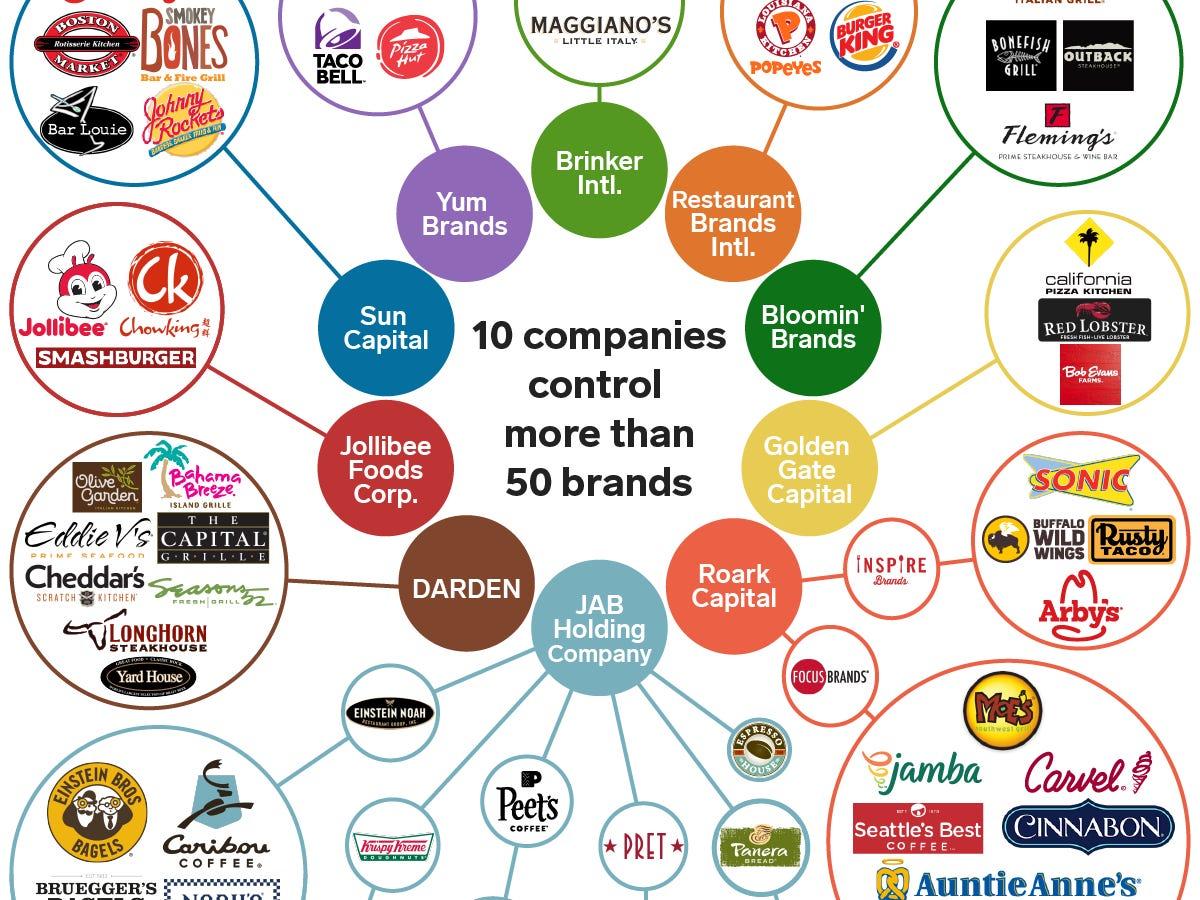 ITALIAN GRILL
SMOKEY
BONES
Bar & Fire Grill
BOSTON
Rotisserie Kitchen
MARKET
Bar Louie
Johnny
Rockets
TACO
BELL
Pizza
Hut
MAGGIANO'S
LITTLE ITALY
LOUISIANA
KITCHEN
POPEYES
BURGER
KING
BONEFISH
GRILL
OUTBACK
STEAKHOUSE
F
Fleming's
PRIME STEAKHOUSE & WINE BAR
Yum
Brands
Brinker
Intl.
Restaurant
Brands
Intl.
Sun
Capital
Bloomin'
Brands
10 companies
control
more than
50 brands
Jollibee
Ck
Chowking
超群
SMASHBURGER
california
PIZZA KITCHEN
RED LOBSTER
FRESH FISH•LIVE LOBSTER
Bob Evans
FARMS
Jollibee
Foods
Corp.
Golden
Gate
Capital
Olive
Garden
ITALIAN KITCHEN
Bahama
Breeze
ISLAND GRILLE
Eddie V's
PRIME SEAFOOD
THE
CAPITAL
G·R·I·L·L·E
Cheddar's
SCRATCH KITCHEN
Seasons 52
FRESH GRILL
LONGHORN
STEAKHOUSE
Yard House
DARDEN
JAB
Holding
Company
Roark
Capital
INSPIRE
Brands
SONIC
BUFFALO
WILD
WINGS
Rusty
TACO
Arby's
FOCUS BRANDS
EINSTEIN NOAH
RESTAURANT GROUP, INC.
EINSTEIN BROS
BAGELS
Caribou
COFFEE
BRUEGGER'S
Krispy Kreme
DOUGHNUTS
Peet's
COFFEE
PRET
ESPRESSO
HOUSE
Panera
BREAD
MOE'S
southwest grill
jamba
Carvel
Seattle's Best
COFFEE
CINNABON
Auntie Anne's